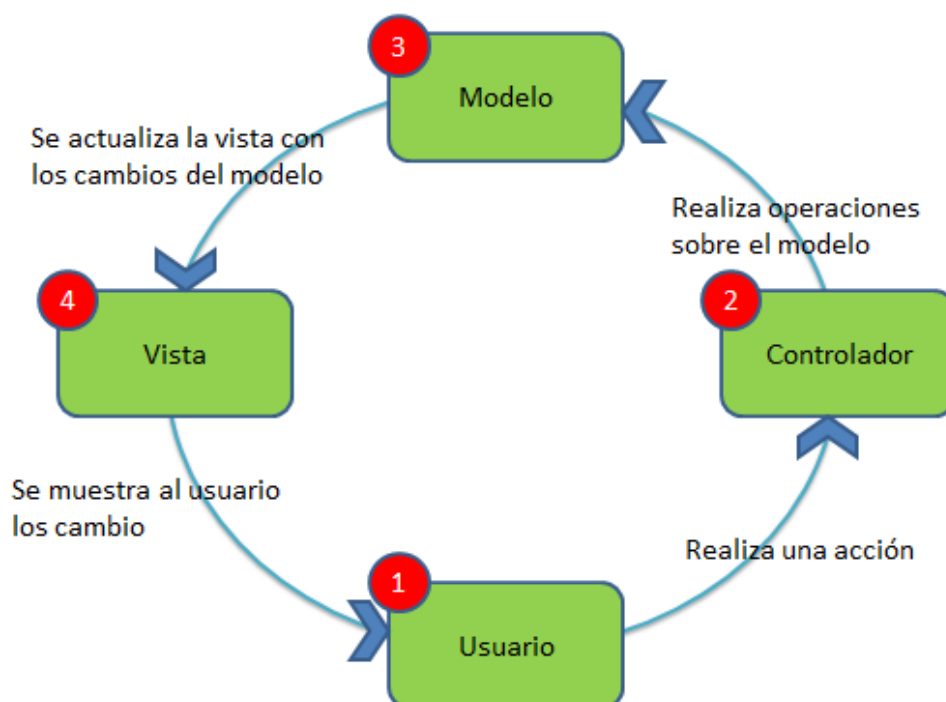 3
Modelo
Se actualiza la vista con
los cambios del modelo
Realiza operaciones
sobre el modelo
4
Vista
2
Controlador
Se muestra al usuario
los cambio
Realiza una acción
1
Usuario